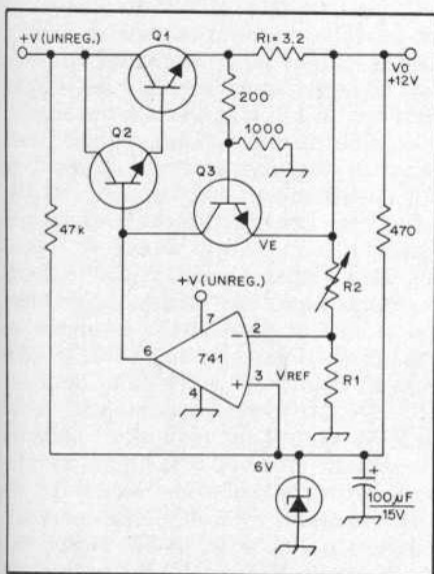 Q1
RI=3.2
+V (UNREG.)
VO
+12V
200
1000
Q2
Q3
47k
470
VE
+V(UNREG.)
R2
7
2
6
741
-
+
3
VREF
4
R1
6V
+
100µF
15V